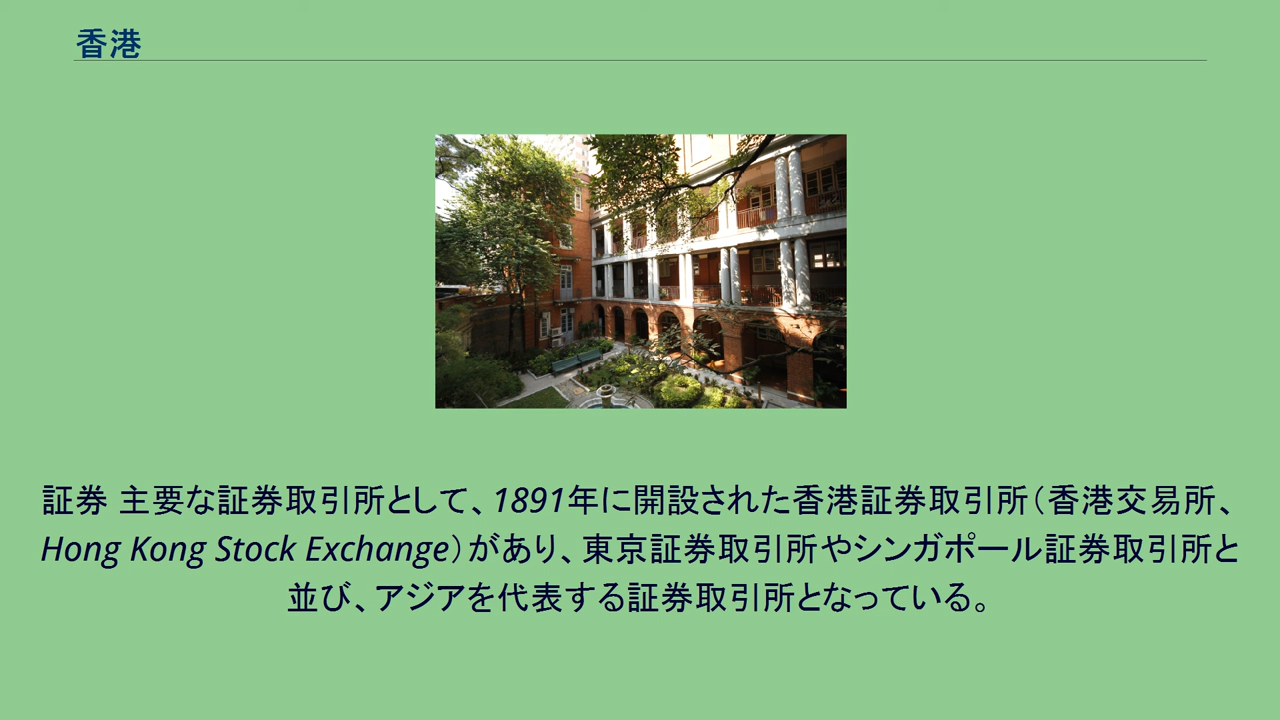 香港
証券 主要な証券取引所として、1891年に開設された香港証券取引所（香港交易所、
Hong Kong Stock Exchange）があり、東京証券取引所やシンガポール証券取引所と
並び、アジアを代表する証券取引所となっている。